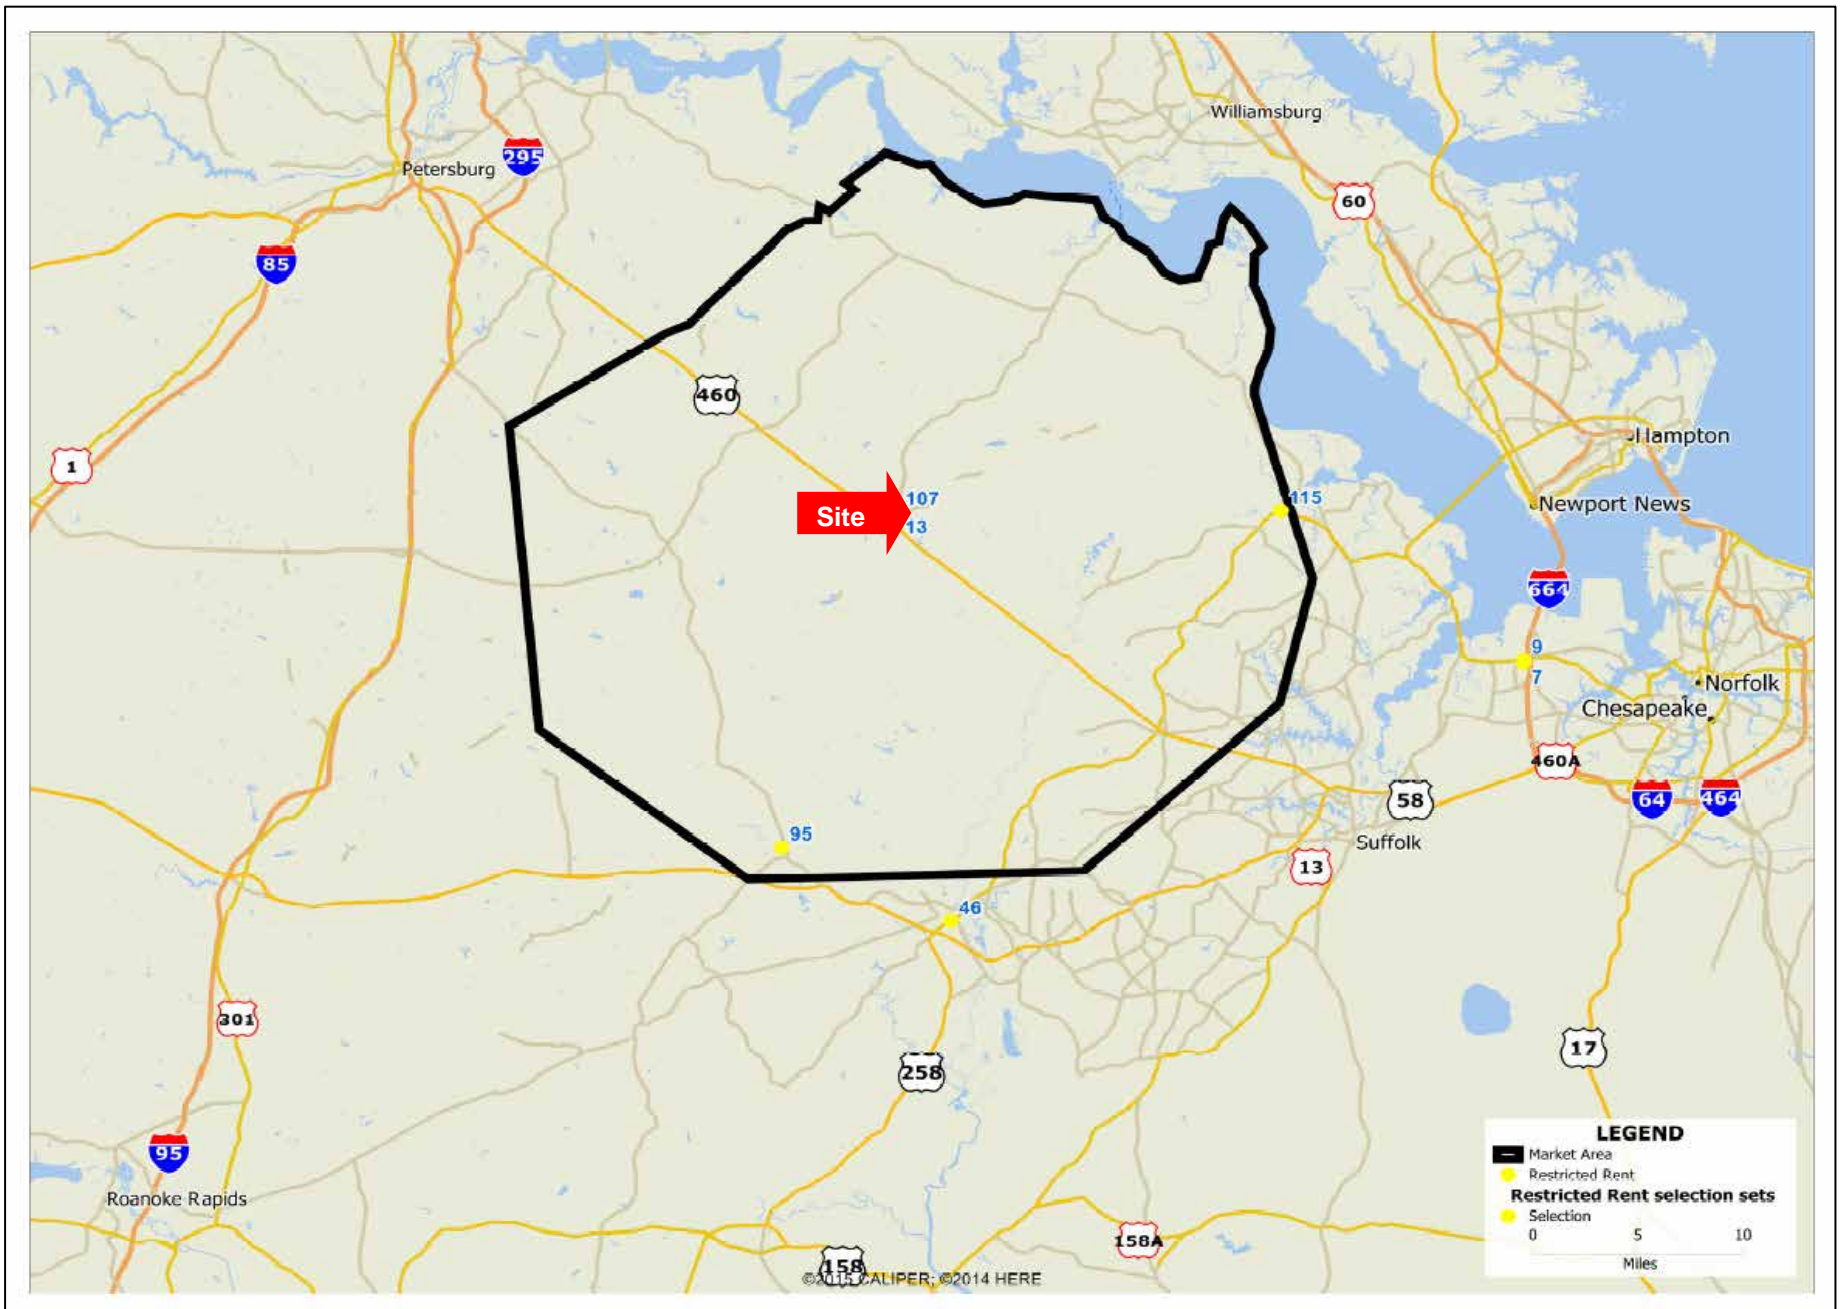 Williamsburg
295
Petersburg
60
85
460
Hampton
1
107
115
Site
Newport News
13
664
9
7
Norfolk
Chesapeake
460A
58
64
464
95
Suffolk
13
46
301
17
258
LEGEND
Market Area
95
Restricted Rent
Restricted Rent selection sets
Roanoke Rapids
Selection
0 5 10
158A
Miles
158
©2015 CALIPER; ©2014 HERE